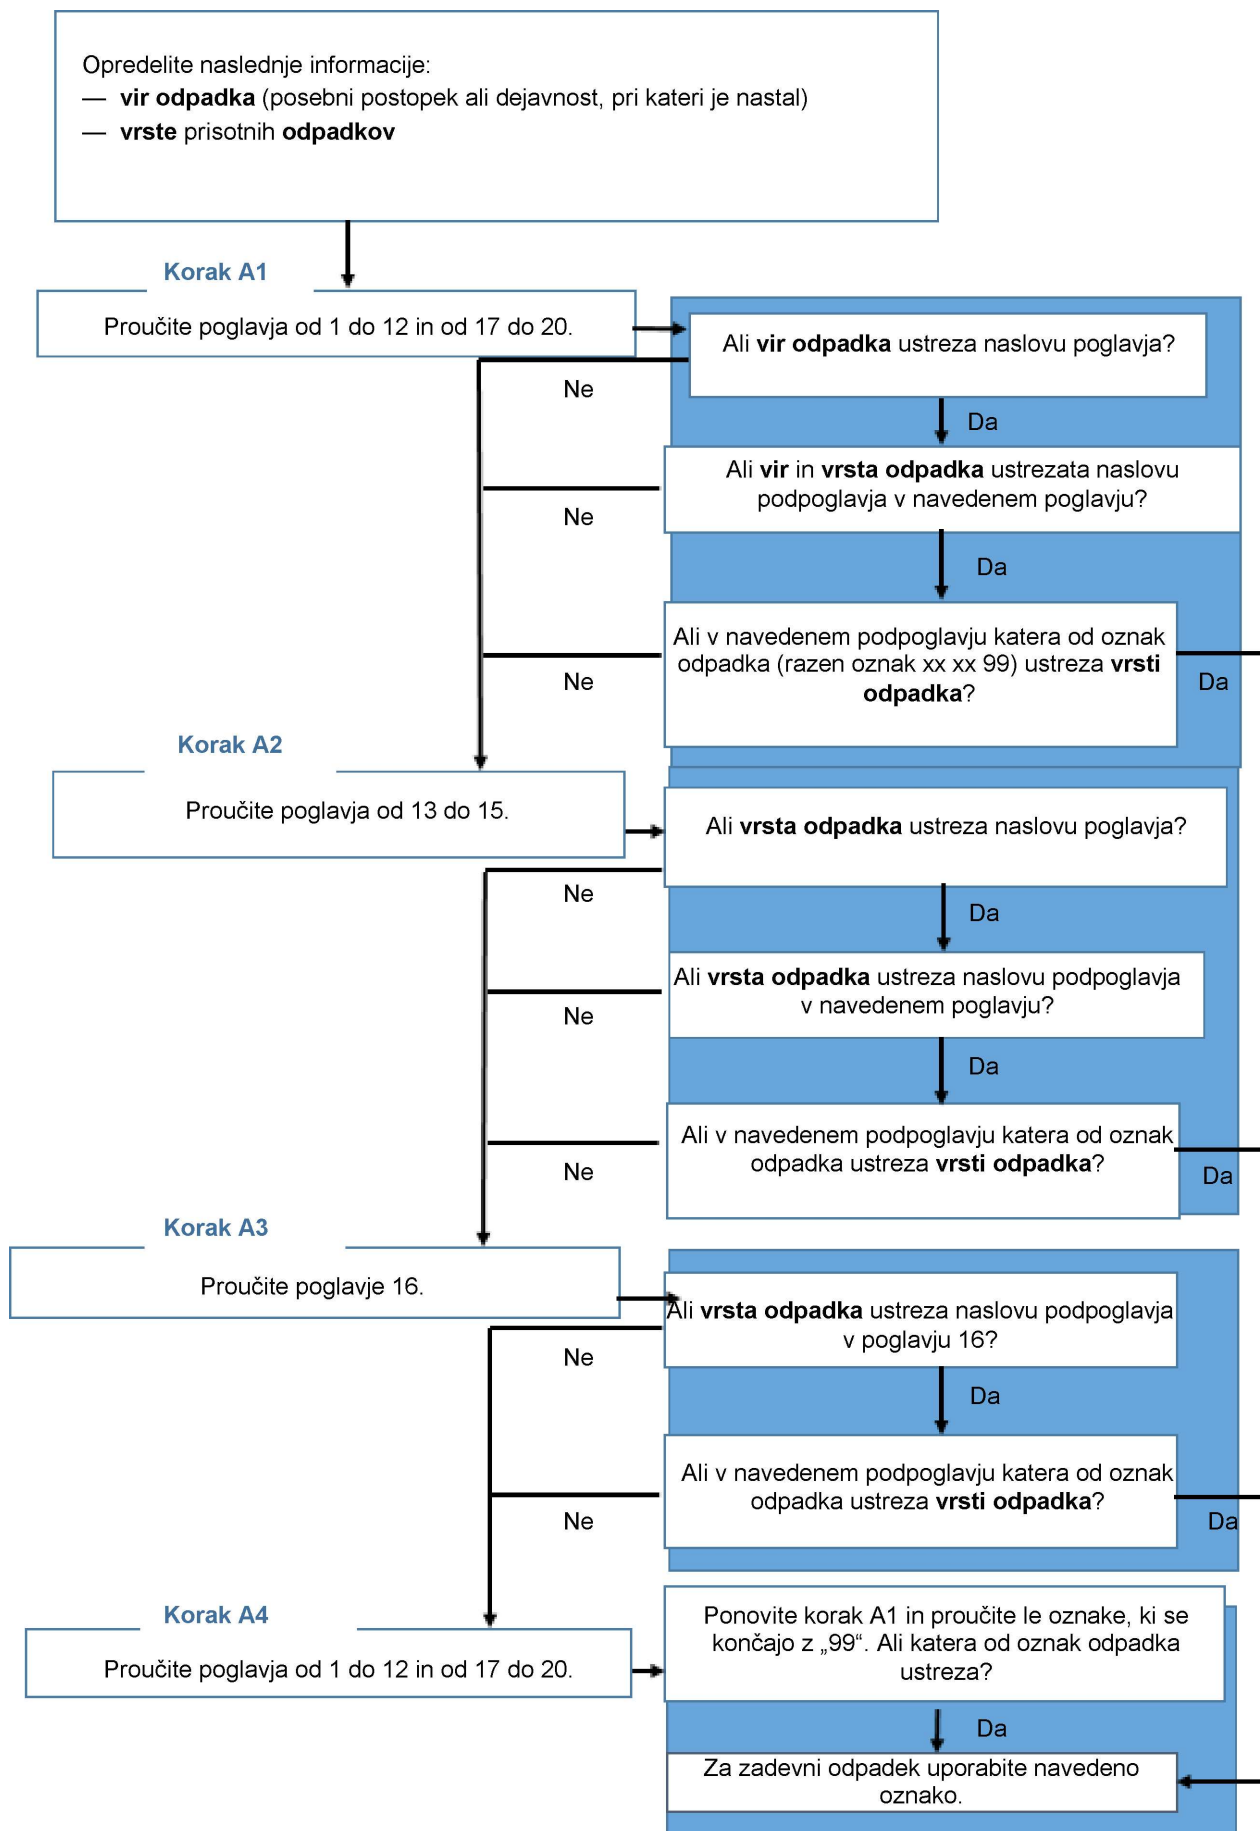 Opredelite naslednje informacije:
— vir odpadka (posebni postopek ali dejavnost, pri kateri je nastal)
— vrste prisotnih odpadkov
Korak A1
Proučite poglavja od 1 do 12 in od 17 do 20.
Ali vir odpadka ustreza naslovu poglavja?
Ne
Da
Ali vir in vrsta odpadka ustrezata naslovu
podpoglavja v navedenem poglavju?
Ne
Da
Ali v navedenem podpoglavju katera od oznak
odpadka (razen oznak xx xx 99) ustreza vrsti
odpadka?
Ne
Da
Korak A2
Proučite poglavja od 13 do 15.
Ali vrsta odpadka ustreza naslovu poglavja?
Ne
Da
Ali vrsta odpadka ustreza naslovu podpoglavja
v navedenem poglavju?
Ne
Da
Ali v navedenem podpoglavju katera od oznak
odpadka ustreza vrsti odpadka?
Ne
Da
Korak A3
Proučite poglavje 16.
Ali vrsta odpadka ustreza naslovu podpoglavja
v poglavju 16?
Ne
Da
Ali v navedenem podpoglavju katera od oznak
odpadka ustreza vrsti odpadka?
Ne
Da
Korak A4
Proučite poglavja od 1 do 12 in od 17 do 20.
Ponovite korak A1 in proučite le oznake, ki se
končajo z „99“. Ali katera od oznak odpadka
ustreza?
Da
Za zadevni odpadek uporabite navedeno
oznako.